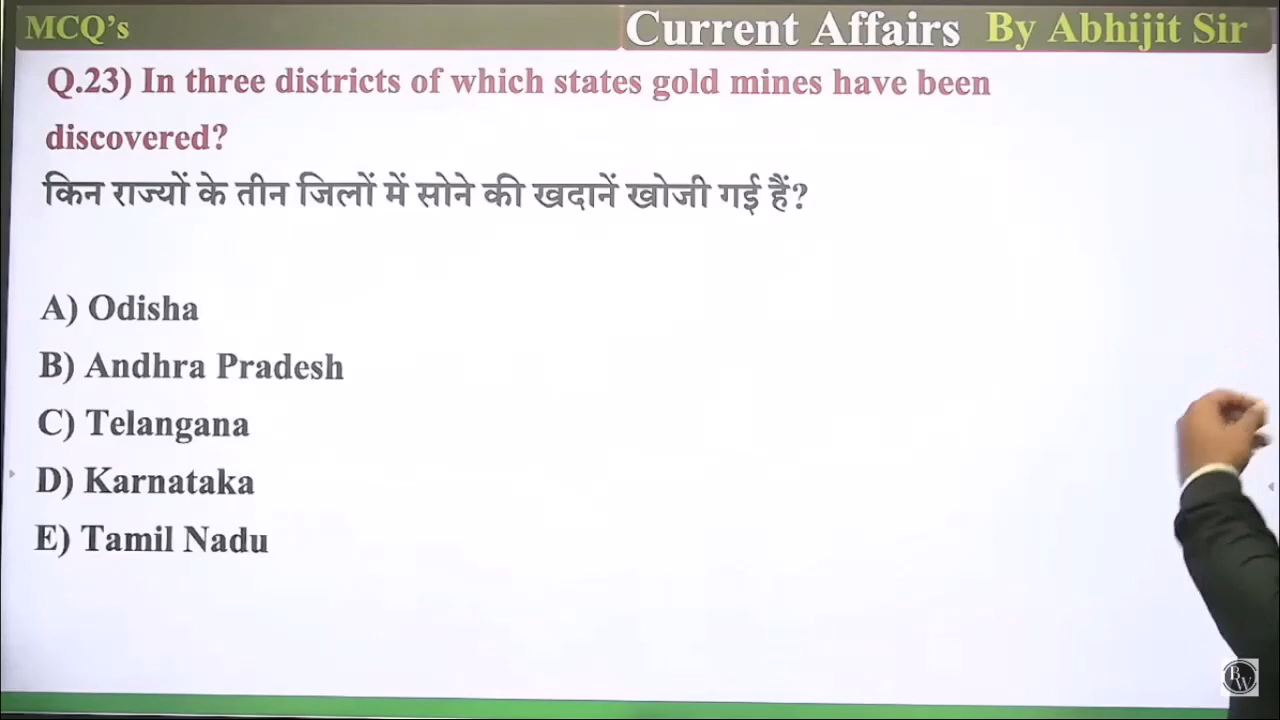 MCQ's
Current Affairs By Abhijit Sir
Q.23) In three districts of which states gold mines have been
discovered?
किन राज्यों के तीन जिलों में सोने की खदानें खोजी गई हैं?
A) Odisha
B) Andhra Pradesh
C) Telangana
D) Karnataka
E) Tamil Nadu
BW